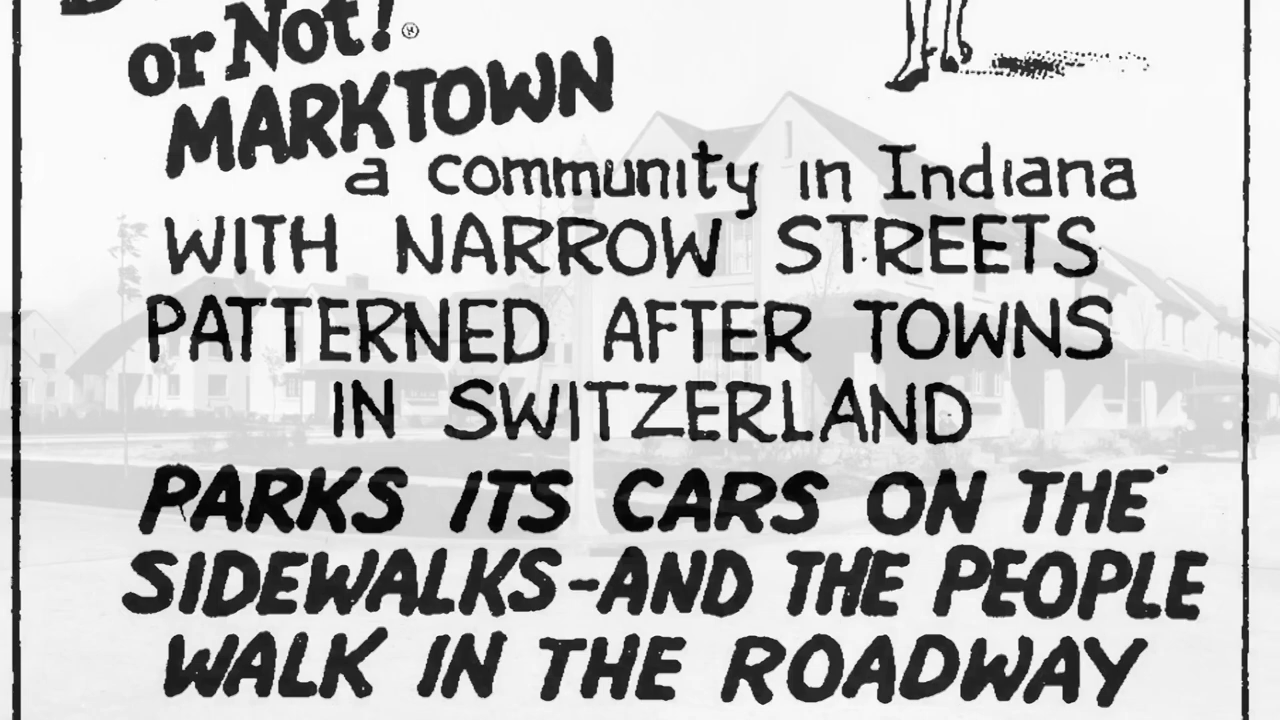 or Not!®
MARKTOWN
a community in Indiana
WITH NARROW STREETS
PATTERNED AFTER TOWNS
IN SWITZERLAND
PARKS ITS CARS ON THE
SIDEWALKS-AND THE PEOPLE
WALK IN THE ROADWAY